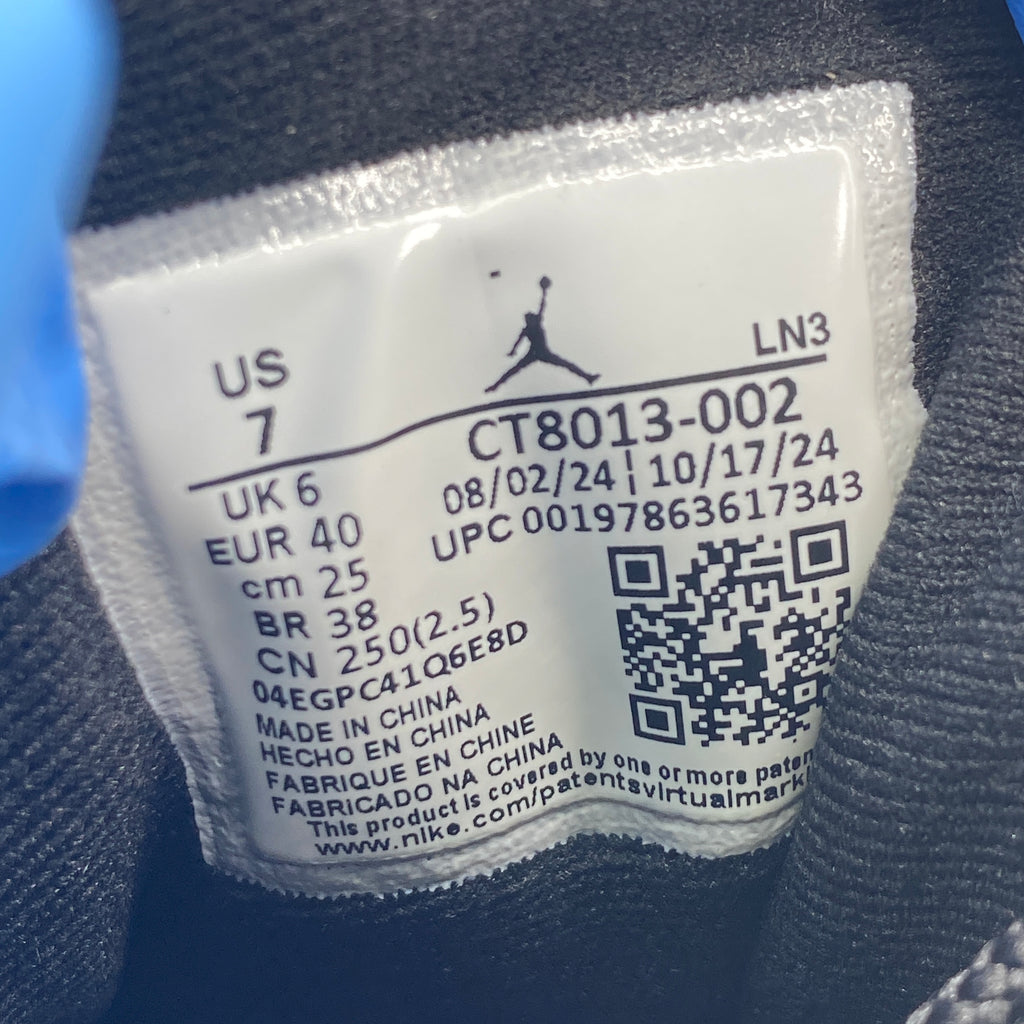 LN3
US
7
CT8013-002
08/02/24 | 10/17/24
UPC 00197863617343
UK 6
EUR 40
cm 25
BR 38
CN 250(2.5)
04EGPC41Q6E8D
MADE IN CHINA
HECHO EN CHINA
FABRIQUE EN CHINE
FABRICADO NA CHINA
This product is covered by one or more paten
www.nike.com/patentsvirtualmark